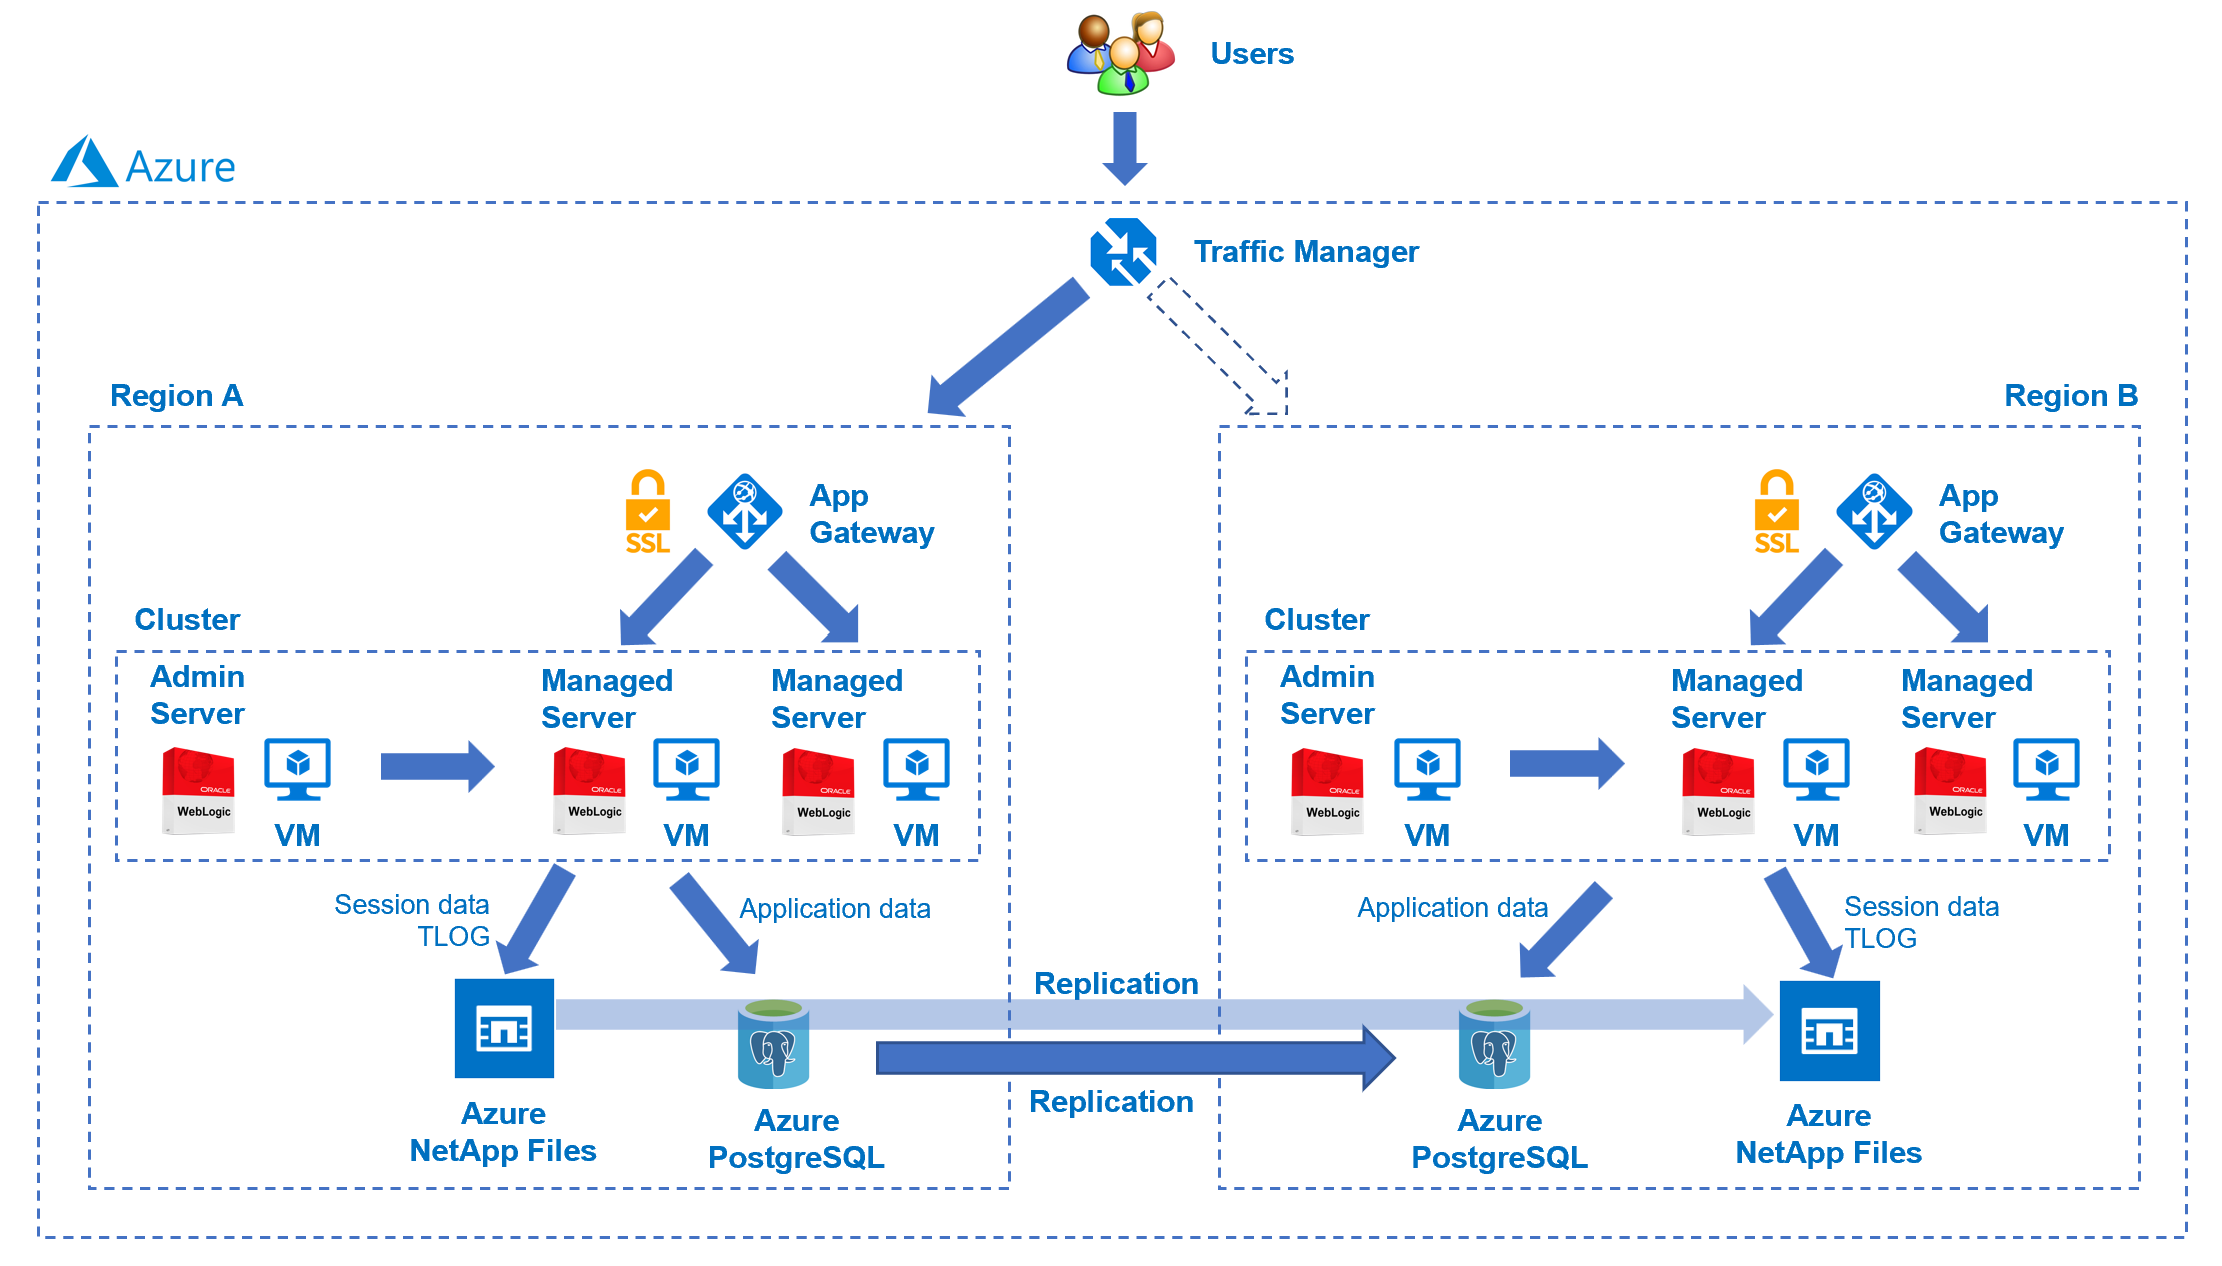 Users
Azure
Traffic Manager
Region A
Region B
SSL
App
Gateway
SSL
App
Gateway
Cluster
Cluster
Admin
Server
Managed
Server
Managed
Server
Admin
Server
Managed
Server
Managed
Server
ORACLE
WebLogic
VM
ORACLE
WebLogic
VM
ORACLE
WebLogic
VM
ORACLE
WebLogic
VM
ORACLE
WebLogic
VM
ORACLE
WebLogic
VM
Session data
TLOG
Application data
Application data
Session data
TLOG
Replication
Replication
Azure
NetApp Files
Azure
PostgreSQL
Azure
PostgreSQL
Azure
NetApp Files